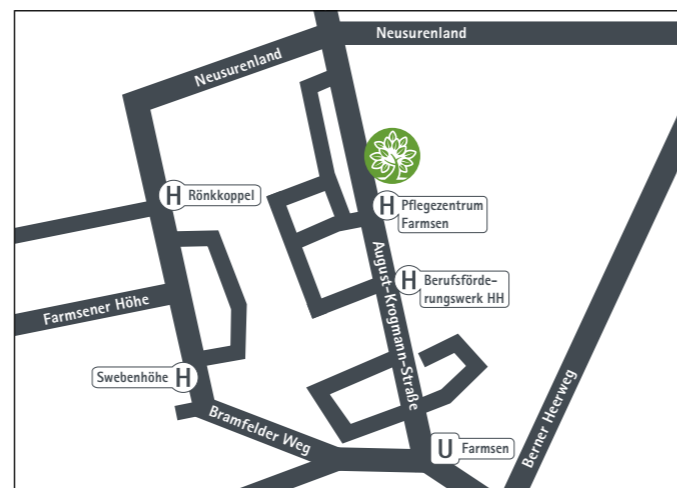 Neusurenland
Neusurenland
H Rönkkoppel
H Pflegezentrum
Farmsen
August-Krogmann-Straße
H Berufsförde-
rungswerk HH
Farmsener Höhe
Swebenhöhe H
Bramfelder Weg
U Farmsen
Berner Heerweg